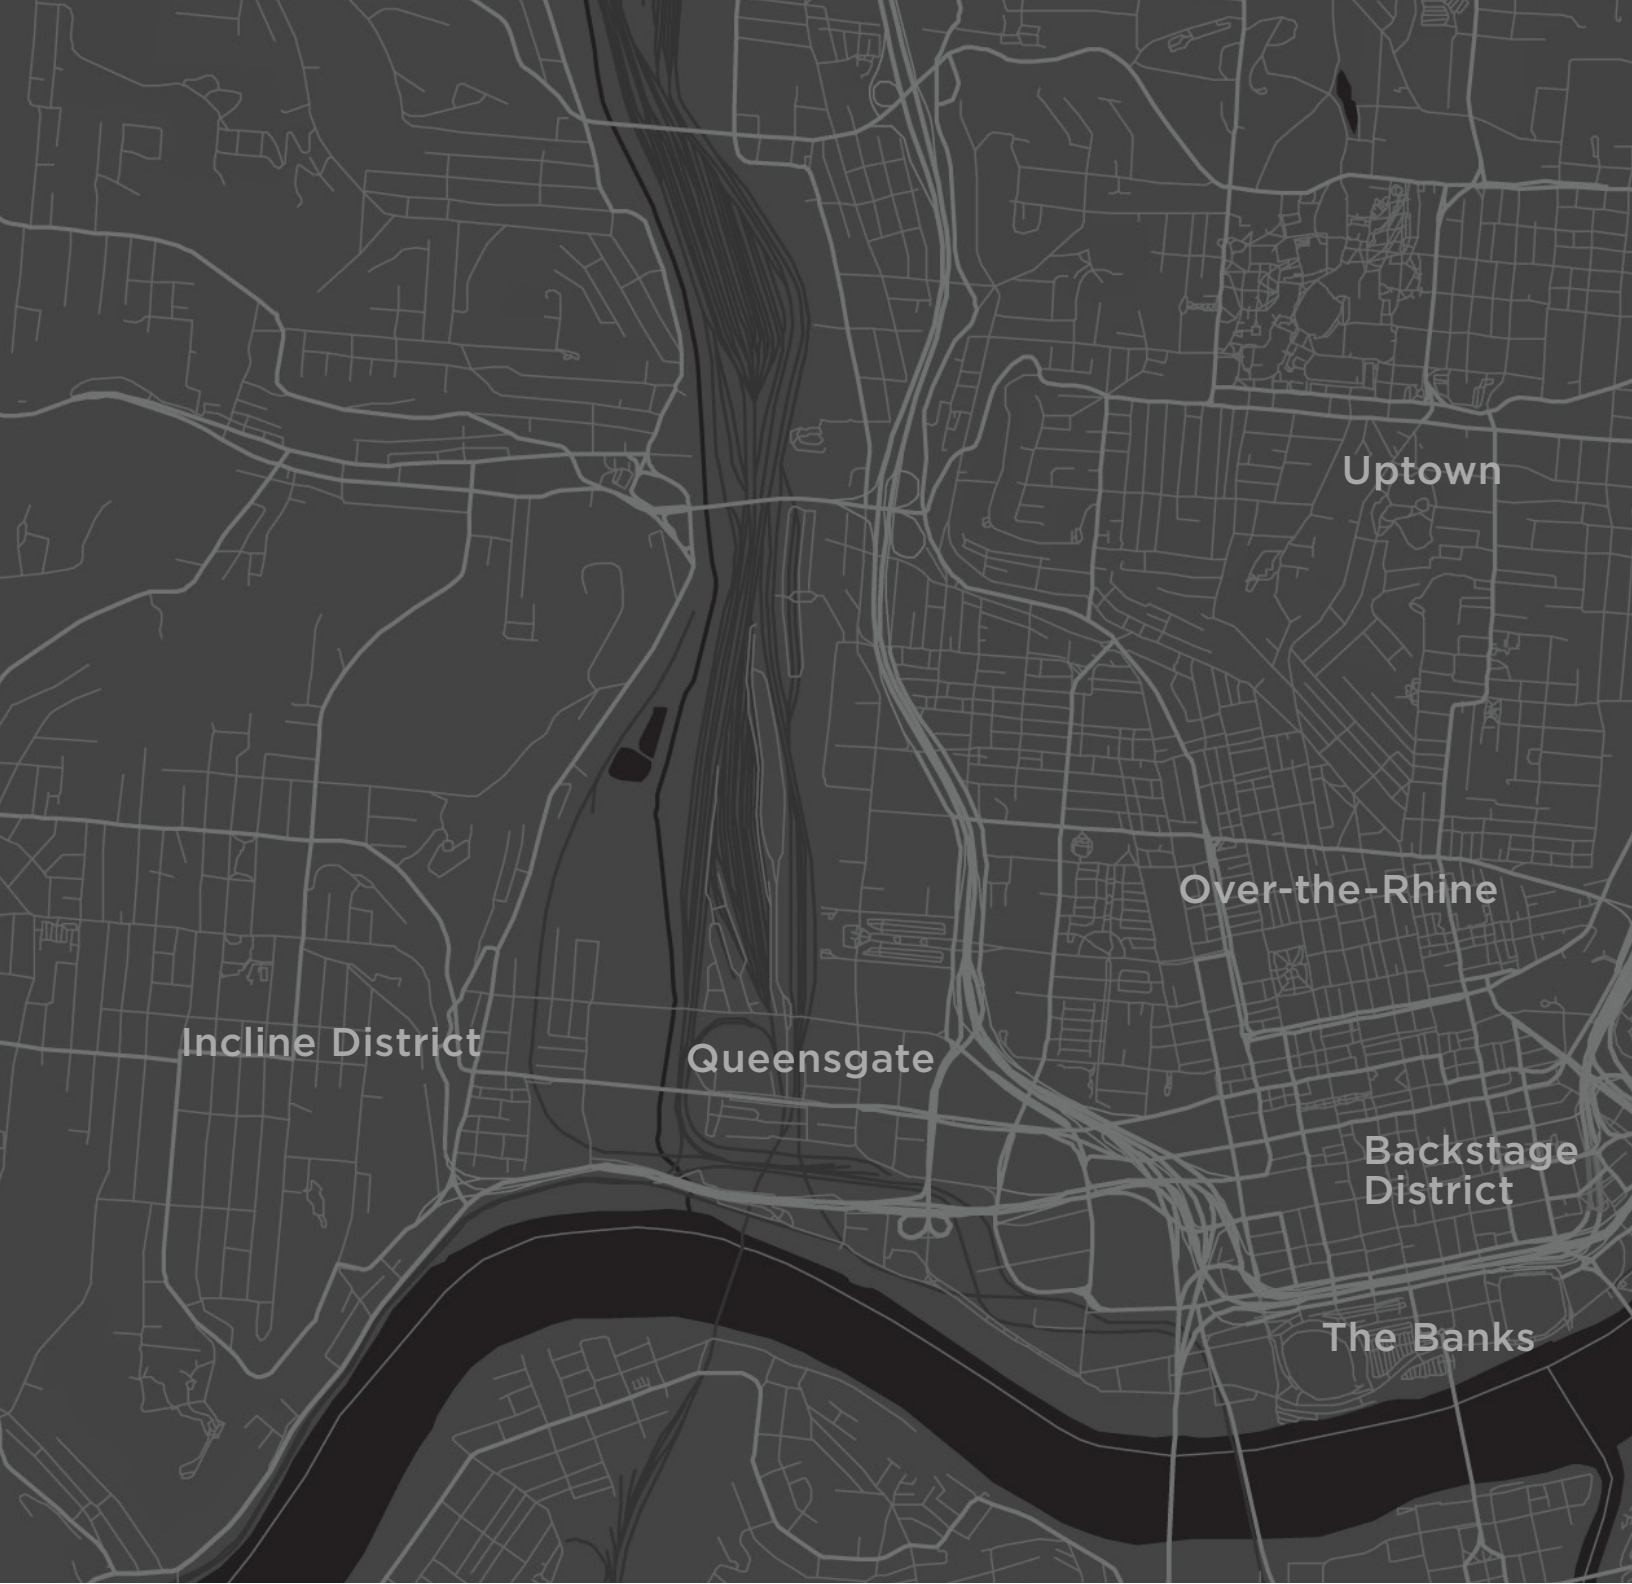 Uptown
Over-the-Rhine
Incline District
Queensgate
Backstage
District
The Banks